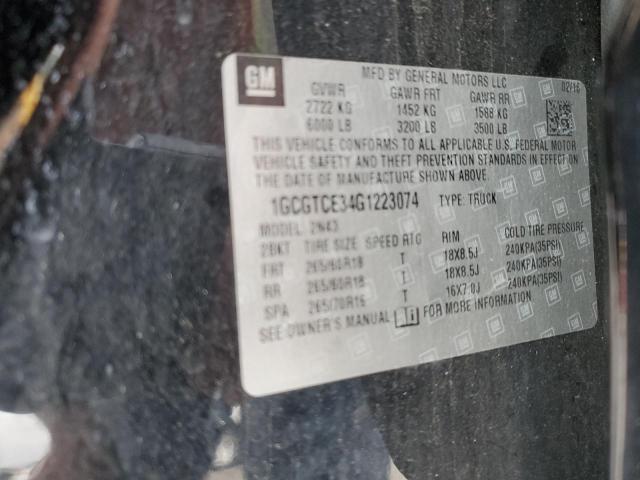 GM
MFD BY GENERAL MOTORS LLC
02/16
GVWR GAWR FRT GAWR RR
2722 KG 1452 KG 1588 KG
6000 LB 3200 LB 3500 LB
THIS VEHICLE CONFORMS TO ALL APPLICABLE U.S. FEDERAL MOTOR
VEHICLE SAFETY AND THEFT PREVENTION STANDARDS IN EFFECT ON
THE DATE OF MANUFACTURE SHOWN ABOVE.
1GCGTCE34G1223074 TYPE: TRUCK
MODEL: 2N43
2BKT TIRE SIZE SPEED RTG RIM COLD TIRE PRESSURE
FRT 265/60R18 T 18X8.5J 240KPA(35PSI)
RR 265/60R18 T 18X8.5J 240KPA(35PSI)
SPA 265/70R16 T 16X7.0J 240KPA(35PSI)
SEE OWNER'S MANUAL FOR MORE INFORMATION